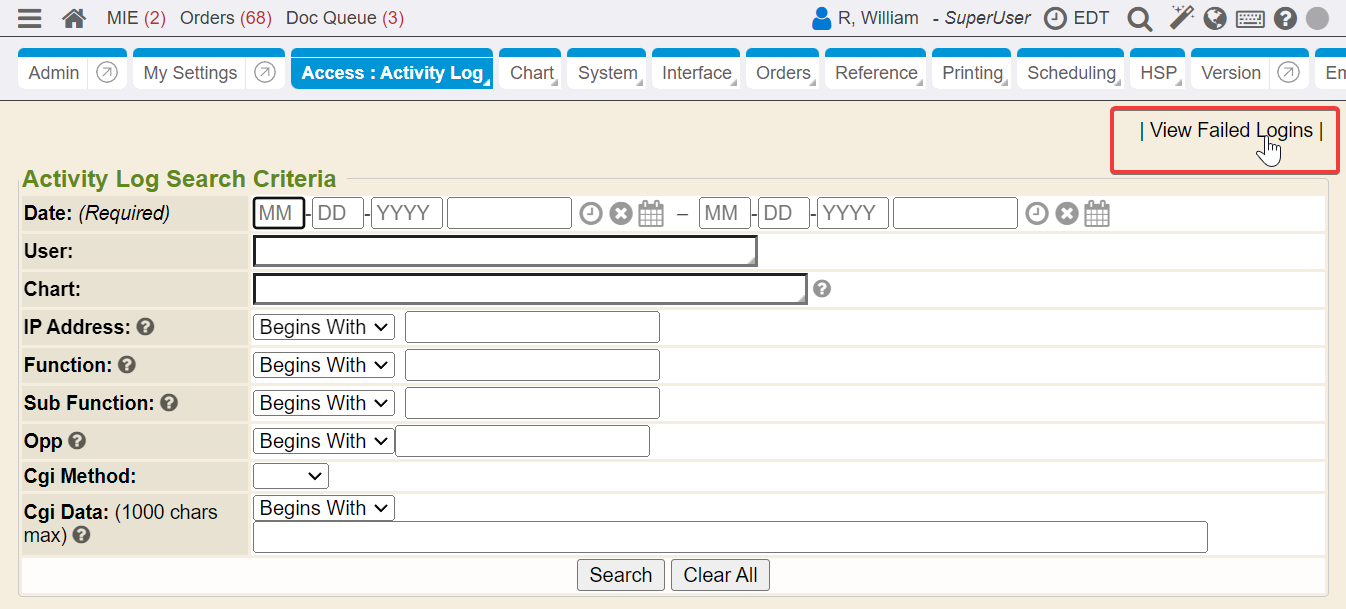 MIE (2) Orders (68) Doc Queue (3) R, William - SuperUser EDT
Admin My Settings Access : Activity Log Chart System Interface Orders Reference Printing Scheduling HSP Version Em
| View Failed Logins |
Activity Log Search Criteria
Date: (Required) MM - DD - YYYY – MM - DD - YYYY
User:
Chart:
IP Address: Begins With
Function: Begins With
Sub Function: Begins With
Opp Begins With
Cgi Method:
Cgi Data: (1000 chars
max)
Begins With
Search Clear All